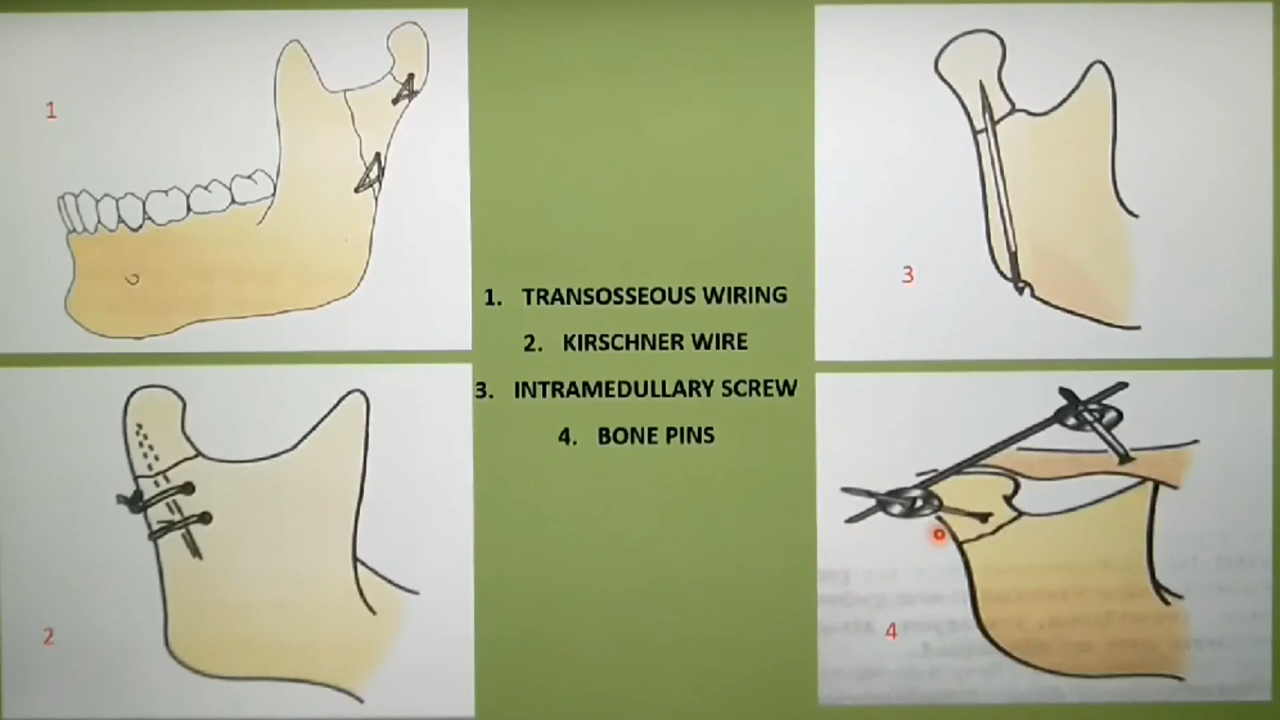 1
3
1. TRANSOSSEOUS WIRING
2. KIRSCHNER WIRE
3. INTRAMEDULLARY SCREW
4. BONE PINS
2
4